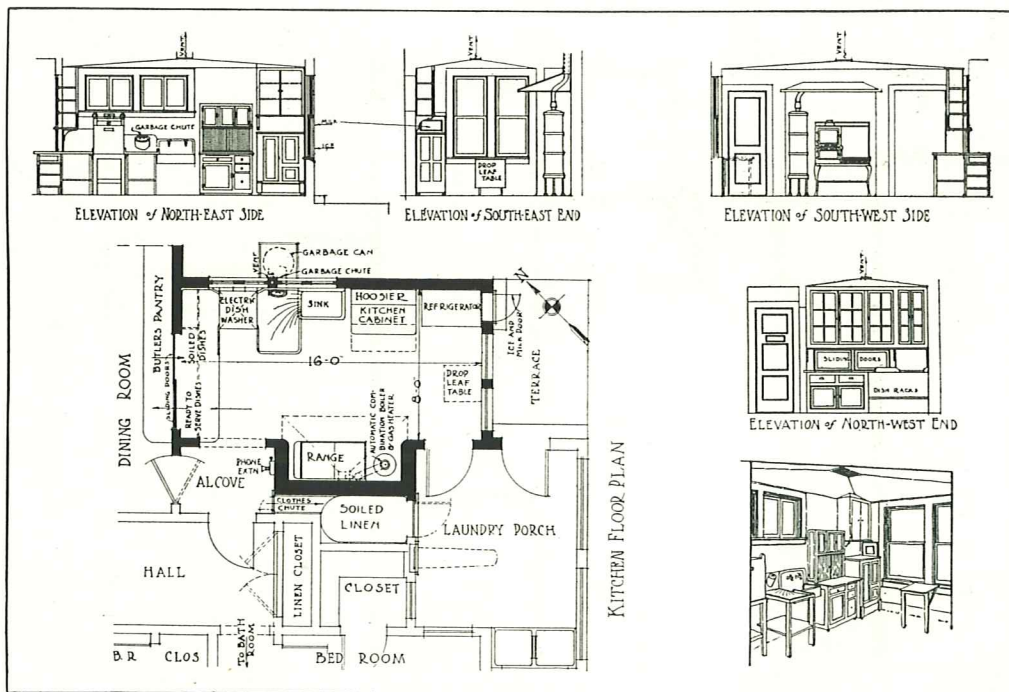 VENT
GARBAGE CHUTE
MILK
ICE
ELEVATION of NORTH-EAST SIDE
VENT
DROP
LEAF
TABLE
ELEVATION of SOUTH-EAST END
VENT
ELEVATION of SOUTH-WEST SIDE
VENT
SLIDING DOORS
DISH RACKS
ELEVATION of NORTH-WEST END
VENT
GARBAGE CAN
GARBAGE CHUTE
ELECTRIC
DISH
WASHER
SINK
HOOSIER
KITCHEN
CABINET
REFRIGERATOR
N
ICE AND
MILK DOOR
TERRACE
DINING ROOM
BUTLERS PANTRY
SLIDING DOORS
SOILED
DISHES
READY TO
SERVE DISHES
16-0"
8-0"
DROP
LEAF
TABLE
AUTOMATIC COM-
BINATION BOILER
& GAS HEATER
RANGE
PHONE
EXTN.
ALCOVE
CLOTHES
CHUTE
SOILED
LINEN
LAUNDRY PORCH
KITCHEN FLOOR PLAN
HALL
LINEN CLOSET
CLOSET
B.R
CLOS
TO BATH
ROOM
BED ROOM